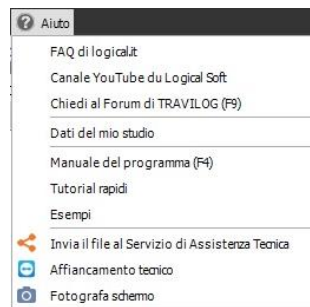 Aiuto
FAQ di logical.it
Canale YouTube du Logical Soft
Chiedi al Forum di TRAVILOG (F9)
Dati del mio studio
Manuale del programma (F4)
Tutorial rapidi
Esempi
Invia il file al Servizio di Assistenza Tecnica
Affiancamento tecnico
Fotografa schermo